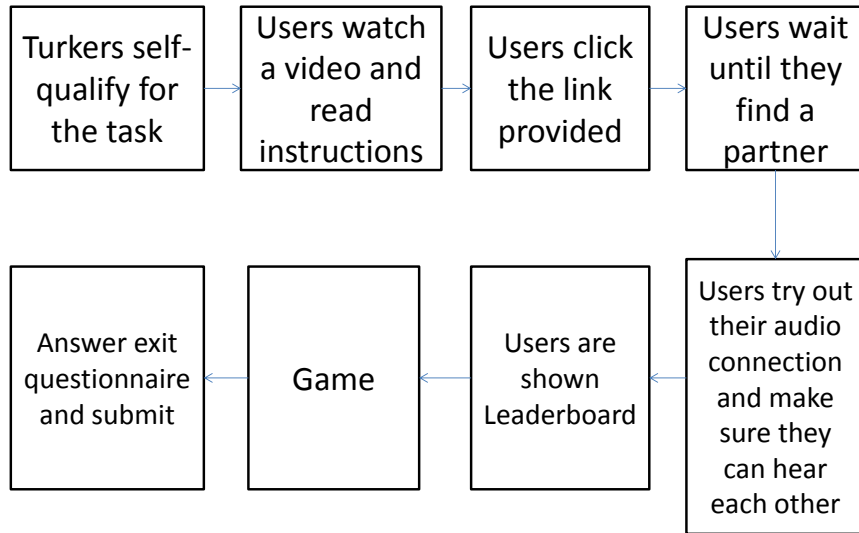 Turkers self-
qualify for
the task
Users watch
a video and
read
instructions
Users click
the link
provided
Users wait
until they
find a
partner
Users try out
their audio
connection
and make
sure they
can hear
each other
Users are
shown
Leaderboard
Game
Answer exit
questionnaire
and submit